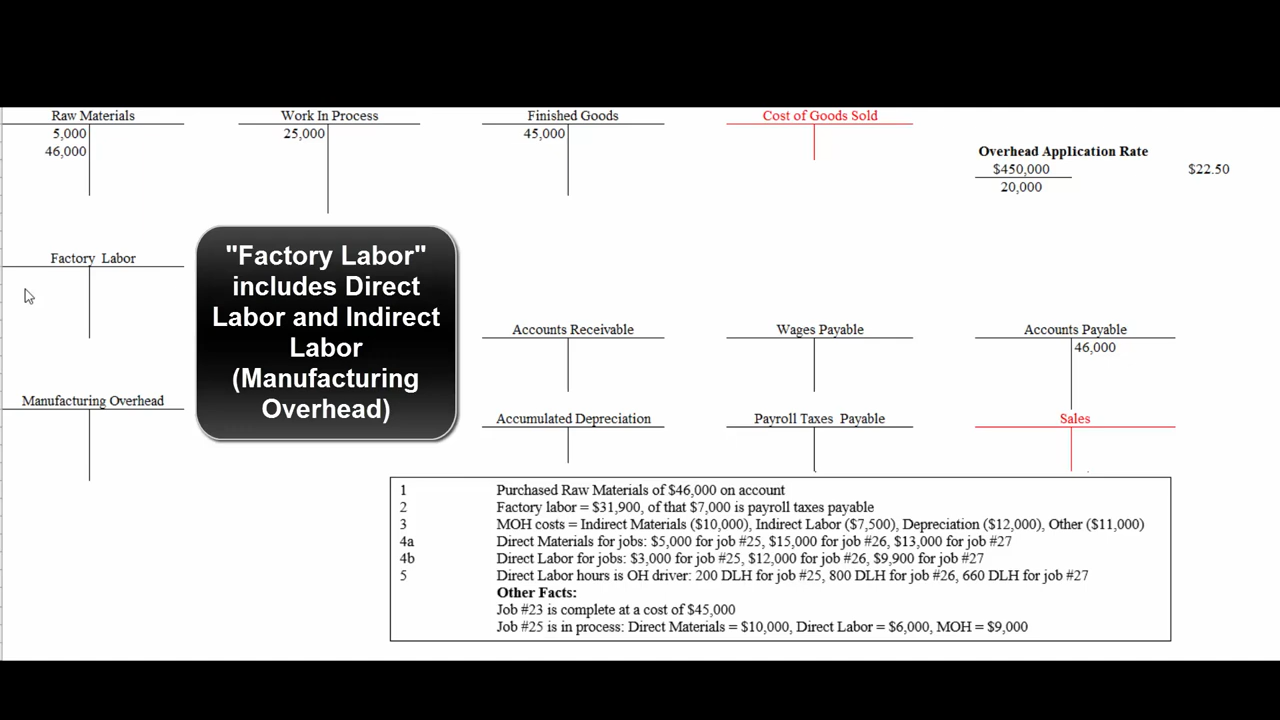 Raw Materials
5,000
46,000
Work In Process
25,000
Finished Goods
45,000
Cost of Goods Sold
Overhead Application Rate
$450,000
20,000
$22.50
Factory Labor
"Factory Labor"
includes Direct
Labor and Indirect
Labor
(Manufacturing
Overhead)
Accounts Receivable
Wages Payable
Accounts Payable
46,000
Manufacturing Overhead
Accumulated Depreciation
Payroll Taxes Payable
Sales
1 Purchased Raw Materials of $46,000 on account
2 Factory labor = $31,900, of that $7,000 is payroll taxes payable
3 MOH costs = Indirect Materials ($10,000), Indirect Labor ($7,500), Depreciation ($12,000), Other ($11,000)
4a Direct Materials for jobs: $5,000 for job #25, $15,000 for job #26, $13,000 for job #27
4b Direct Labor for jobs: $3,000 for job #25, $12,000 for job #26, $9,900 for job #27
5 Direct Labor hours is OH driver: 200 DLH for job #25, 800 DLH for job #26, 660 DLH for job #27
Other Facts:
Job #23 is complete at a cost of $45,000
Job #25 is in process: Direct Materials = $10,000, Direct Labor = $6,000, MOH = $9,000